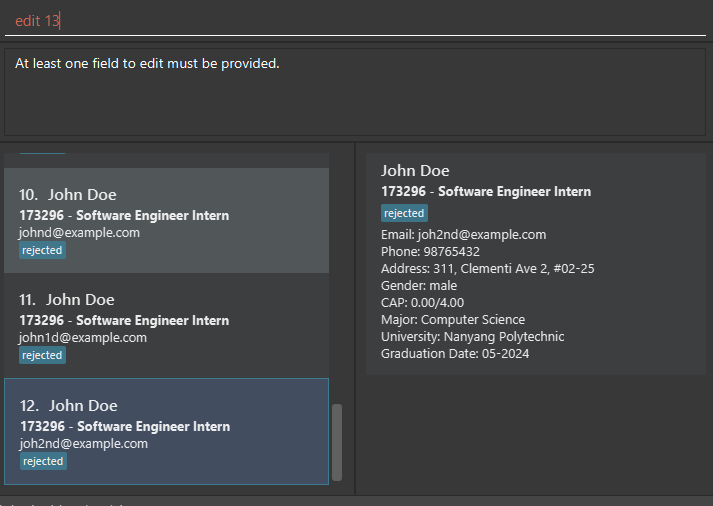 edit 13
At least one field to edit must be provided.
10. John Doe
173296 - Software Engineer Intern
johnd@example.com
rejected
11. John Doe
173296 - Software Engineer Intern
john1d@example.com
rejected
12. John Doe
173296 - Software Engineer Intern
joh2nd@example.com
rejected
John Doe
173296 - Software Engineer Intern
rejected
Email: joh2nd@example.com
Phone: 98765432
Address: 311, Clementi Ave 2, #02-25
Gender: male
CAP: 0.00/4.00
Major: Computer Science
University: Nanyang Polytechnic
Graduation Date: 05-2024